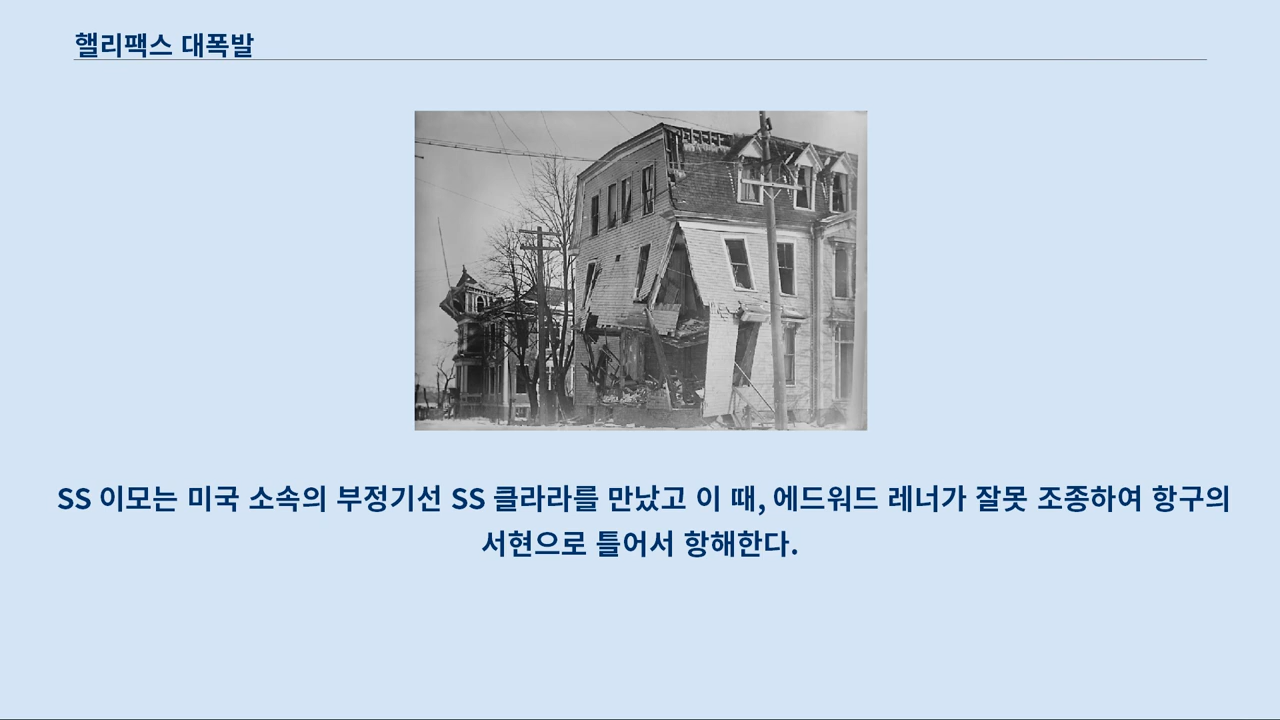 핼리팩스 대폭발
SS 이모는 미국 소속의 부정기선 SS 클라라를 만났고 이 때, 에드워드 레너가 잘못 조종하여 항구의
서현으로 틀어서 항해한다.